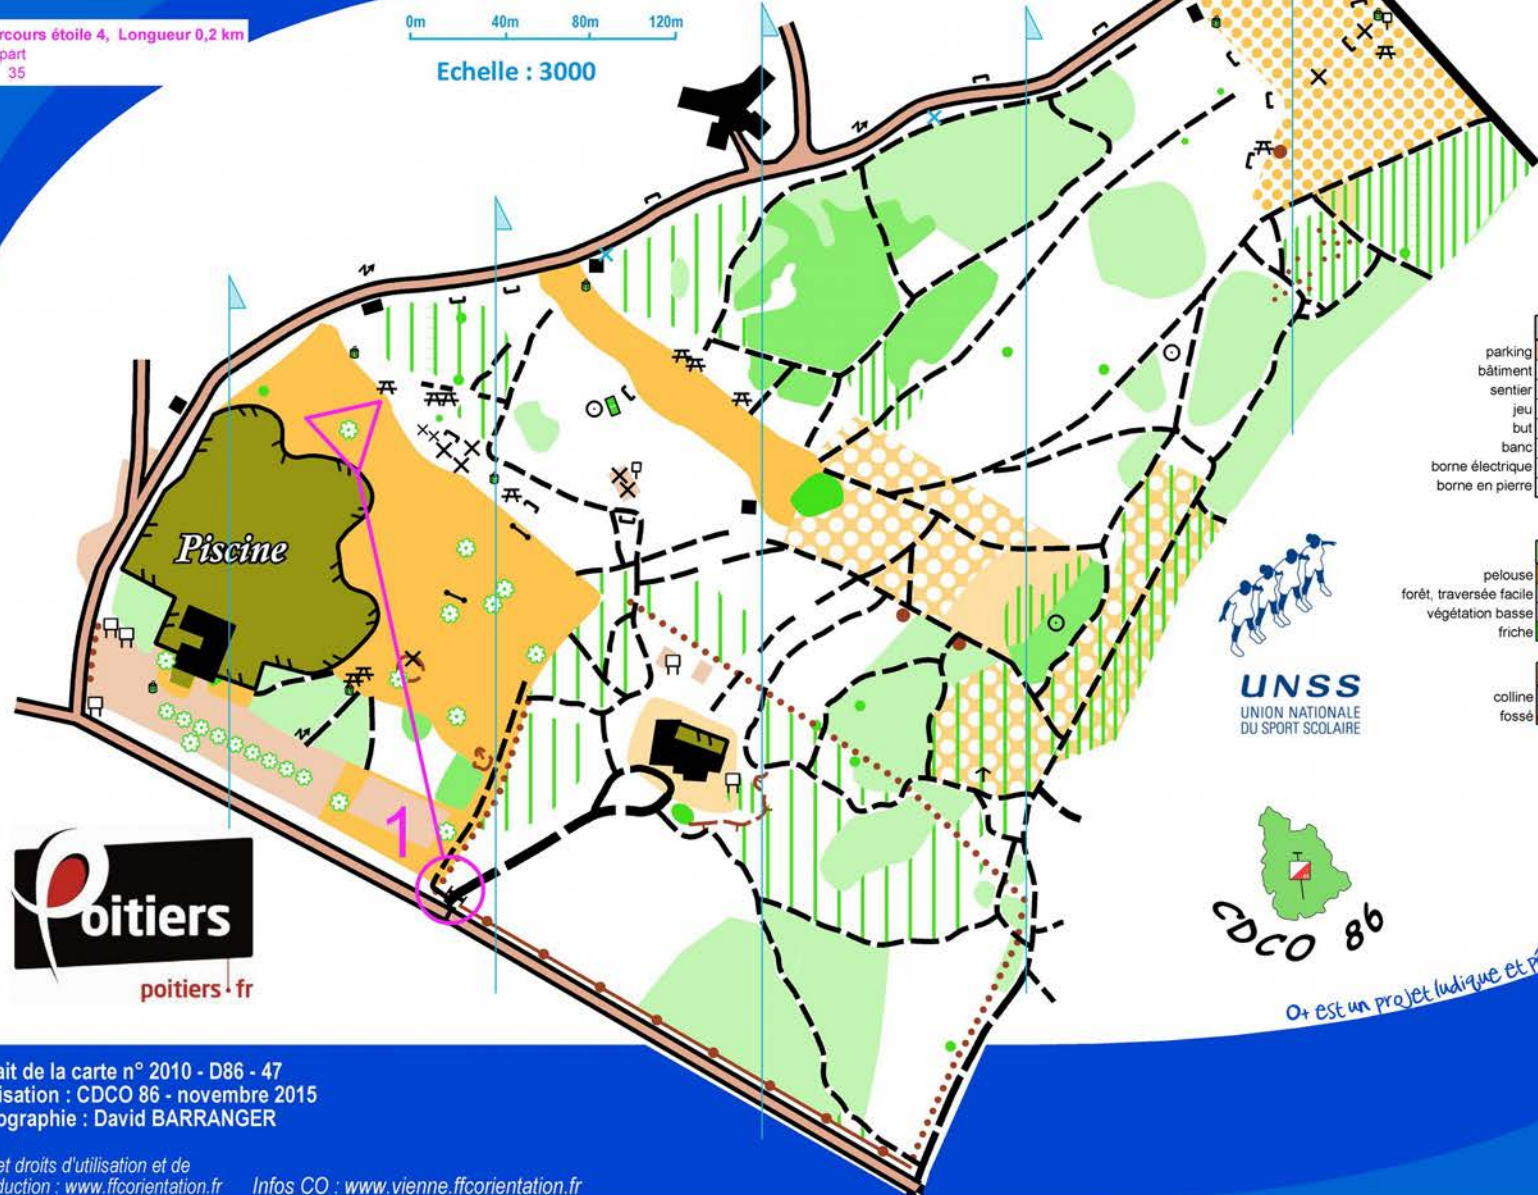 rcours étoile 4, Longueur 0,2 km
part
35
0m 40m 80m 120m
Echelle : 3000
parking
bâtiment
sentier
jeu
but
banc
borne électrique
borne en pierre
Piscine
pelouse
forêt, traversée facile
végétation basse
friche
UNSS
UNION NATIONALE
DU SPORT SCOLAIRE
colline
fossé
1
Poitiers
poitiers.fr
CDCO 86
O+ est un projet ludique et
ait de la carte n° 2010 - D86 - 47
isation : CDCO 86 - novembre 2015
ographie : David BARRANGER
et droits d'utilisation et de
duction : www.ffcorientation.fr Infos CO : www.vienne.ffcorientation.fr